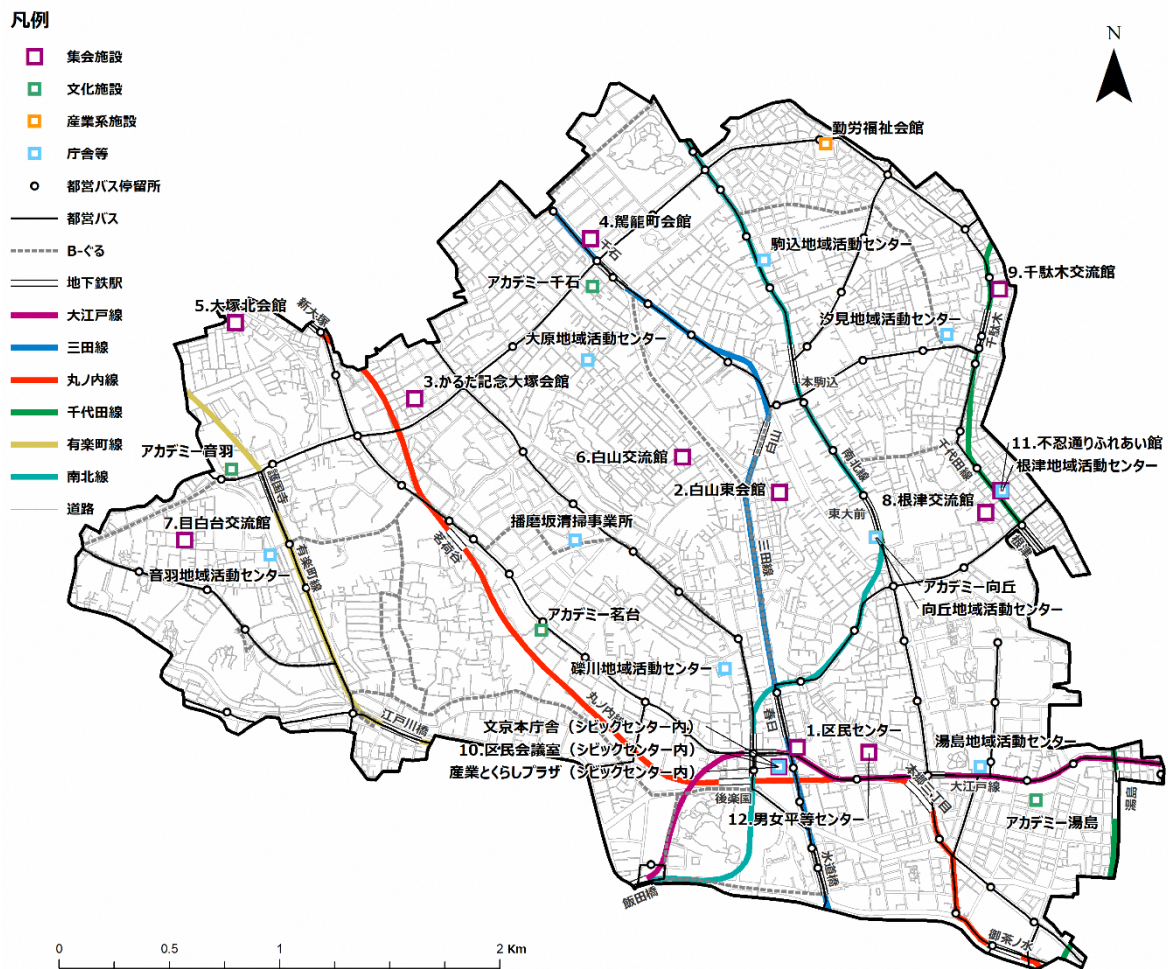 凡例
集会施設
文化施設
産業系施設
庁舎等
都営バス停留所
都営バス
B-ぐる
地下鉄駅
大江戸線
三田線
丸ノ内線
千代田線
有楽町線
南北線
道路
N
勤労福祉会館
4.駕籠町会館
千石
駒込地域活動センター
アカデミー千石
9.千駄木交流館
5.大塚北会館
新大塚
汐見地域活動センター
千駄木
大原地域活動センター
3.かるた記念大塚会館
本駒込
白山
アカデミー音羽
護国寺
6.白山交流館
南北線
千代田線
11.不忍通りふれあい館
根津地域活動センター
2.白山東会館
8.根津交流館
東大前
根津
7.目白台交流館
播磨坂清掃事業所
茗荷谷
有楽町線
三田線
音羽地域活動センター
アカデミー向丘
向丘地域活動センター
アカデミー茗台
礫川地域活動センター
丸ノ内線
江戸川橋
春日
文京本庁舎（シビックセンター内）
10.区民会議室（シビックセンター内）
産業とくらしプラザ（シビックセンター内）
1.区民センター
湯島地域活動センター
本郷三丁目
大江戸線
湯島
後楽園
12.男女平等センター
アカデミー湯島
水道橋
飯田橋
御茶ノ水
0 0.5 1 2 Km